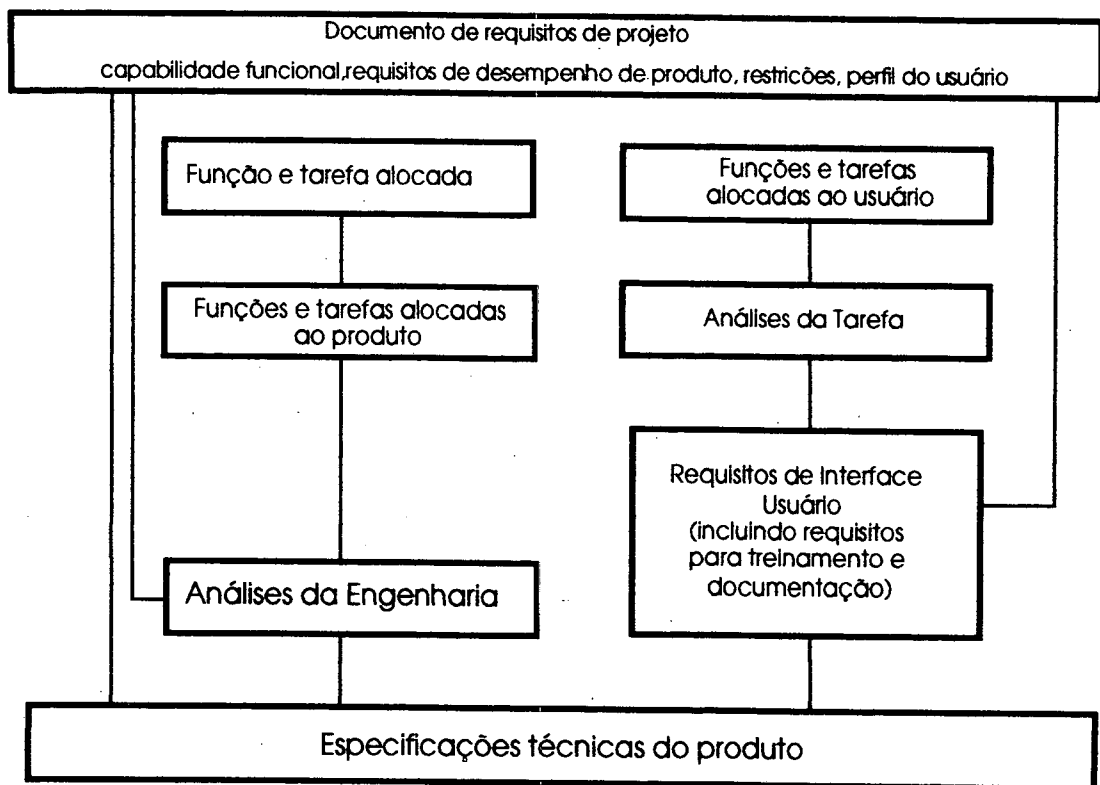 Documento de requisitos de projeto
capabilidade funcional,requisitos de desempenho de produto, restricões, perfil do usuário
Função e tarefa alocada
Funções e tarefas alocadas
ao produto
Análises da Engenharia
Funções e tarefas
alocadas ao usuário
Análises da Tarefa
Requisitos de Interface
Usuário
(incluindo requisitos
para treinamento e
documentação)
Especificações técnicas do produto